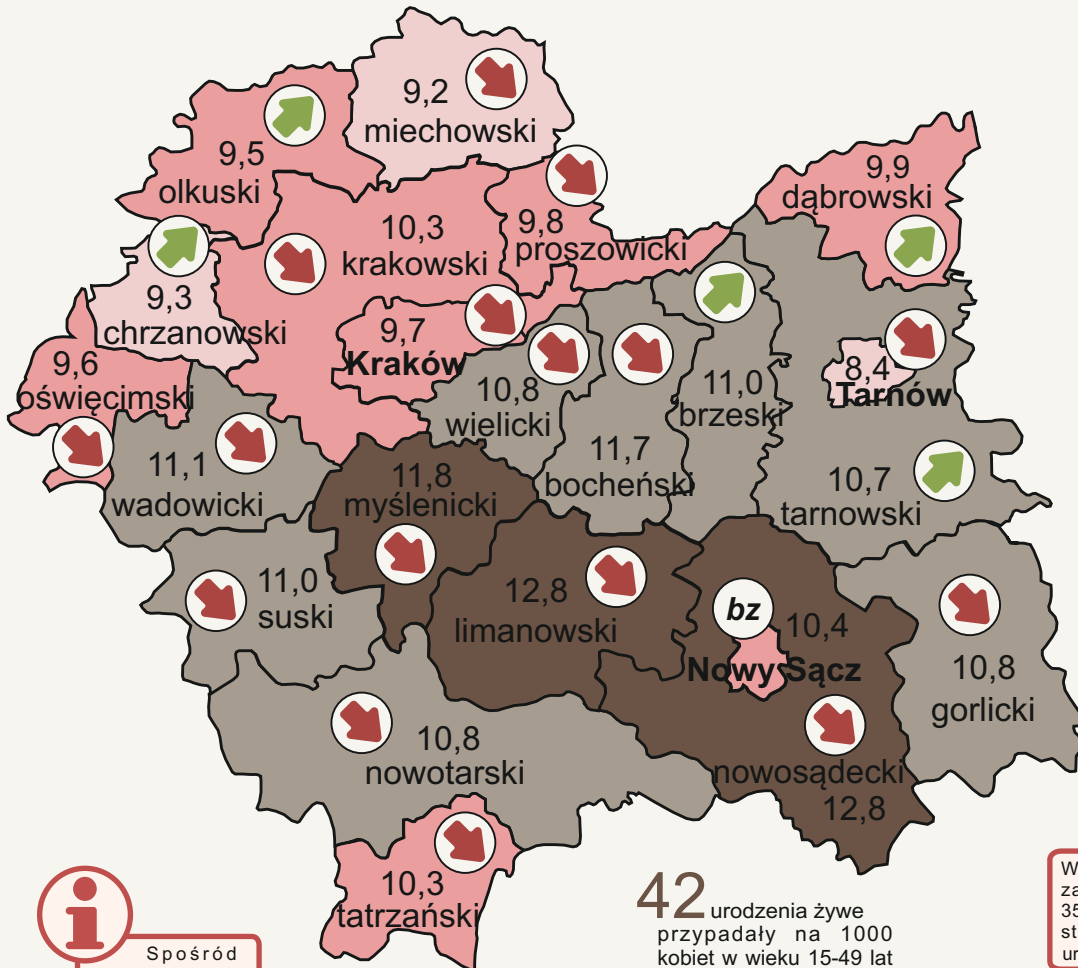 9,2
miechowski
9,5
olkuski
9,9
dąbrowski
10,3
krakowski
9,8
proszowicki
9,3
chrzanowski
9,7
Kraków
9,6
oświęcimski
10,8
wielicki
11,0
brzeski
8,4
Tarnów
11,1
wadowicki
11,8
myślenicki
11,7
bocheński
10,7
tarnowski
11,0
suski
12,8
limanowski
bz
10,4
Nowy Sącz
10,8
gorlicki
10,8
nowotarski
nowosądecki
12,8
10,3
tatrzański
i
Spośród
42 urodzenia żywe
przypadały na 1000
kobiet w wieku 15-49 lat
W
za
35
st
ur